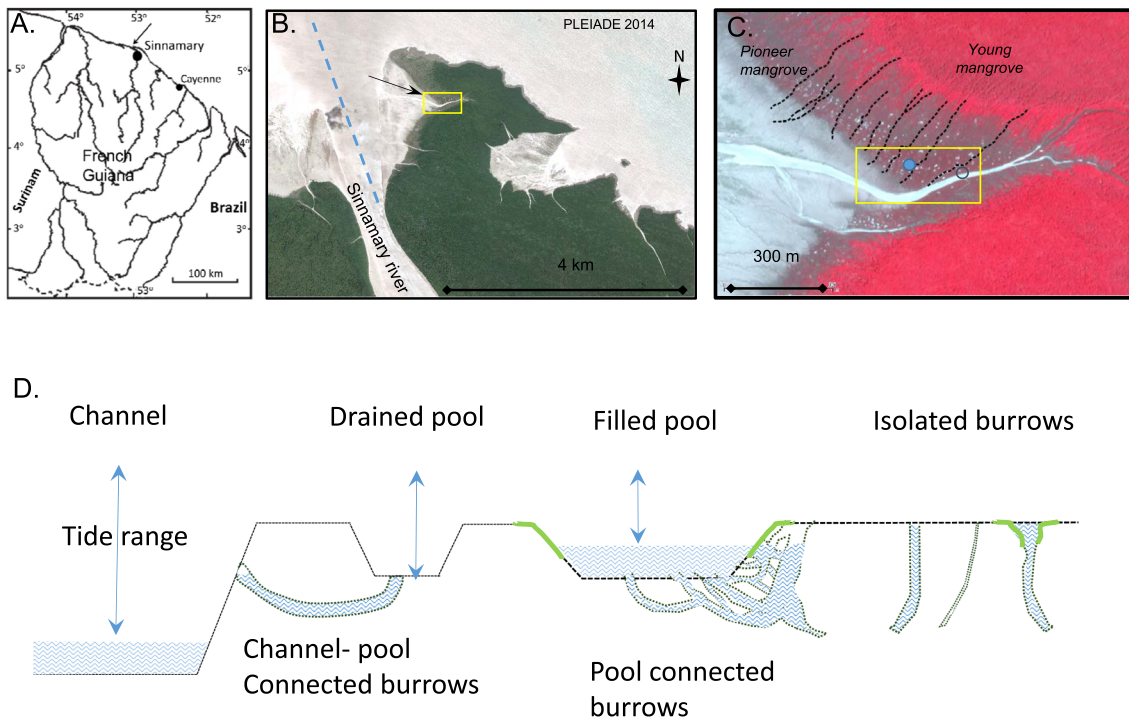 A.
54°
53°
52°
Sinnamary
Cayenne
5°
5°
4°
4°
French
Guiana
Surinam
Brazil
3°
3°
100 km
53°
B.
PLEIADE 2014
N
Sinnamary river
4 km
C.
Pioneer
mangrove
Young
mangrove
300 m
D.
Channel
Drained pool
Filled pool
Isolated burrows
Tide range
Channel- pool
Connected burrows
Pool connected
burrows